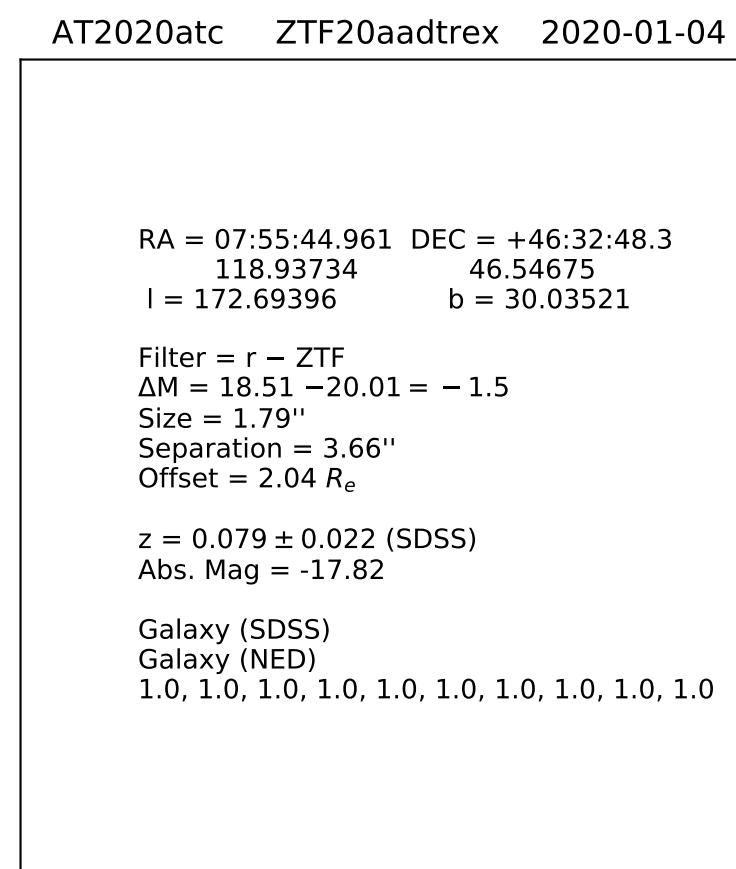 AT2020atc ZTF20aadtrex 2020-01-04
RA = 07:55:44.961 DEC = +46:32:48.3
118.93734 46.54675
l = 172.69396 b = 30.03521
Filter = r − ZTF
ΔM = 18.51 −20.01 = − 1.5
Size = 1.79''
Separation = 3.66''
Offset = 2.04 Re
z = 0.079 ± 0.022 (SDSS)
Abs. Mag = -17.82
Galaxy (SDSS)
Galaxy (NED)
1.0, 1.0, 1.0, 1.0, 1.0, 1.0, 1.0, 1.0, 1.0, 1.0